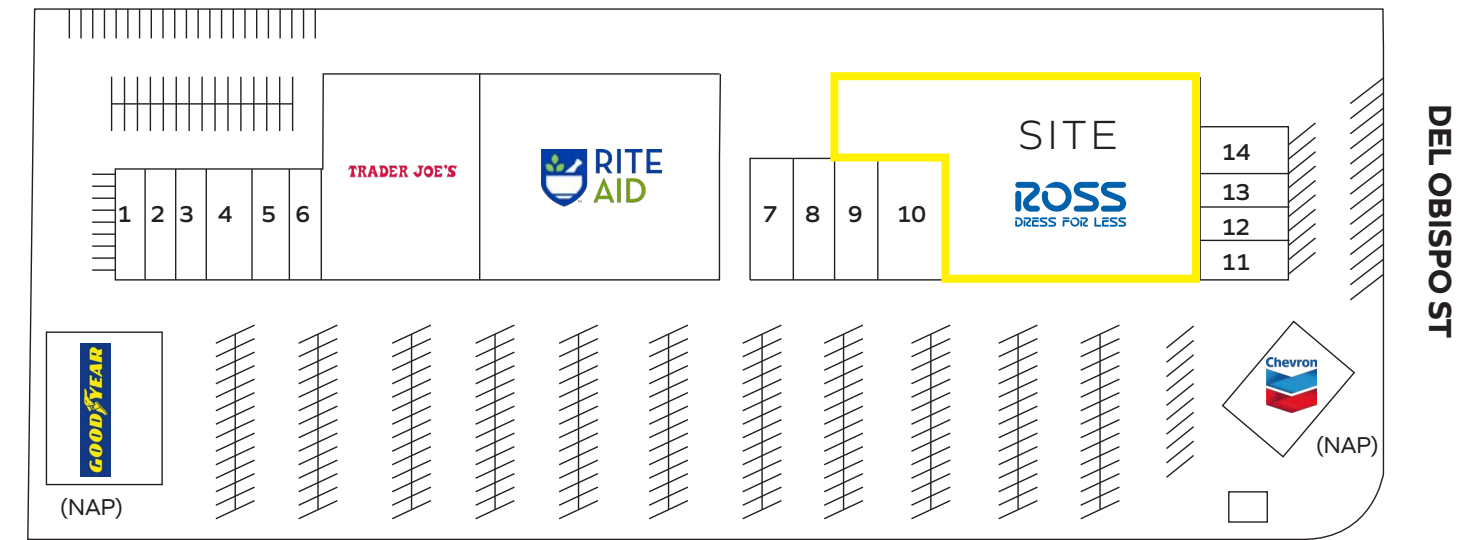 SITE
14
TRADER JOE'S
RITE
AID
ROSS
DRESS FOR LESS
13
1
2
3
4
5
6
7
8
9
10
12
11
DEL OBISPO ST
GOODYEAR
Chevron
(NAP)
(NAP)